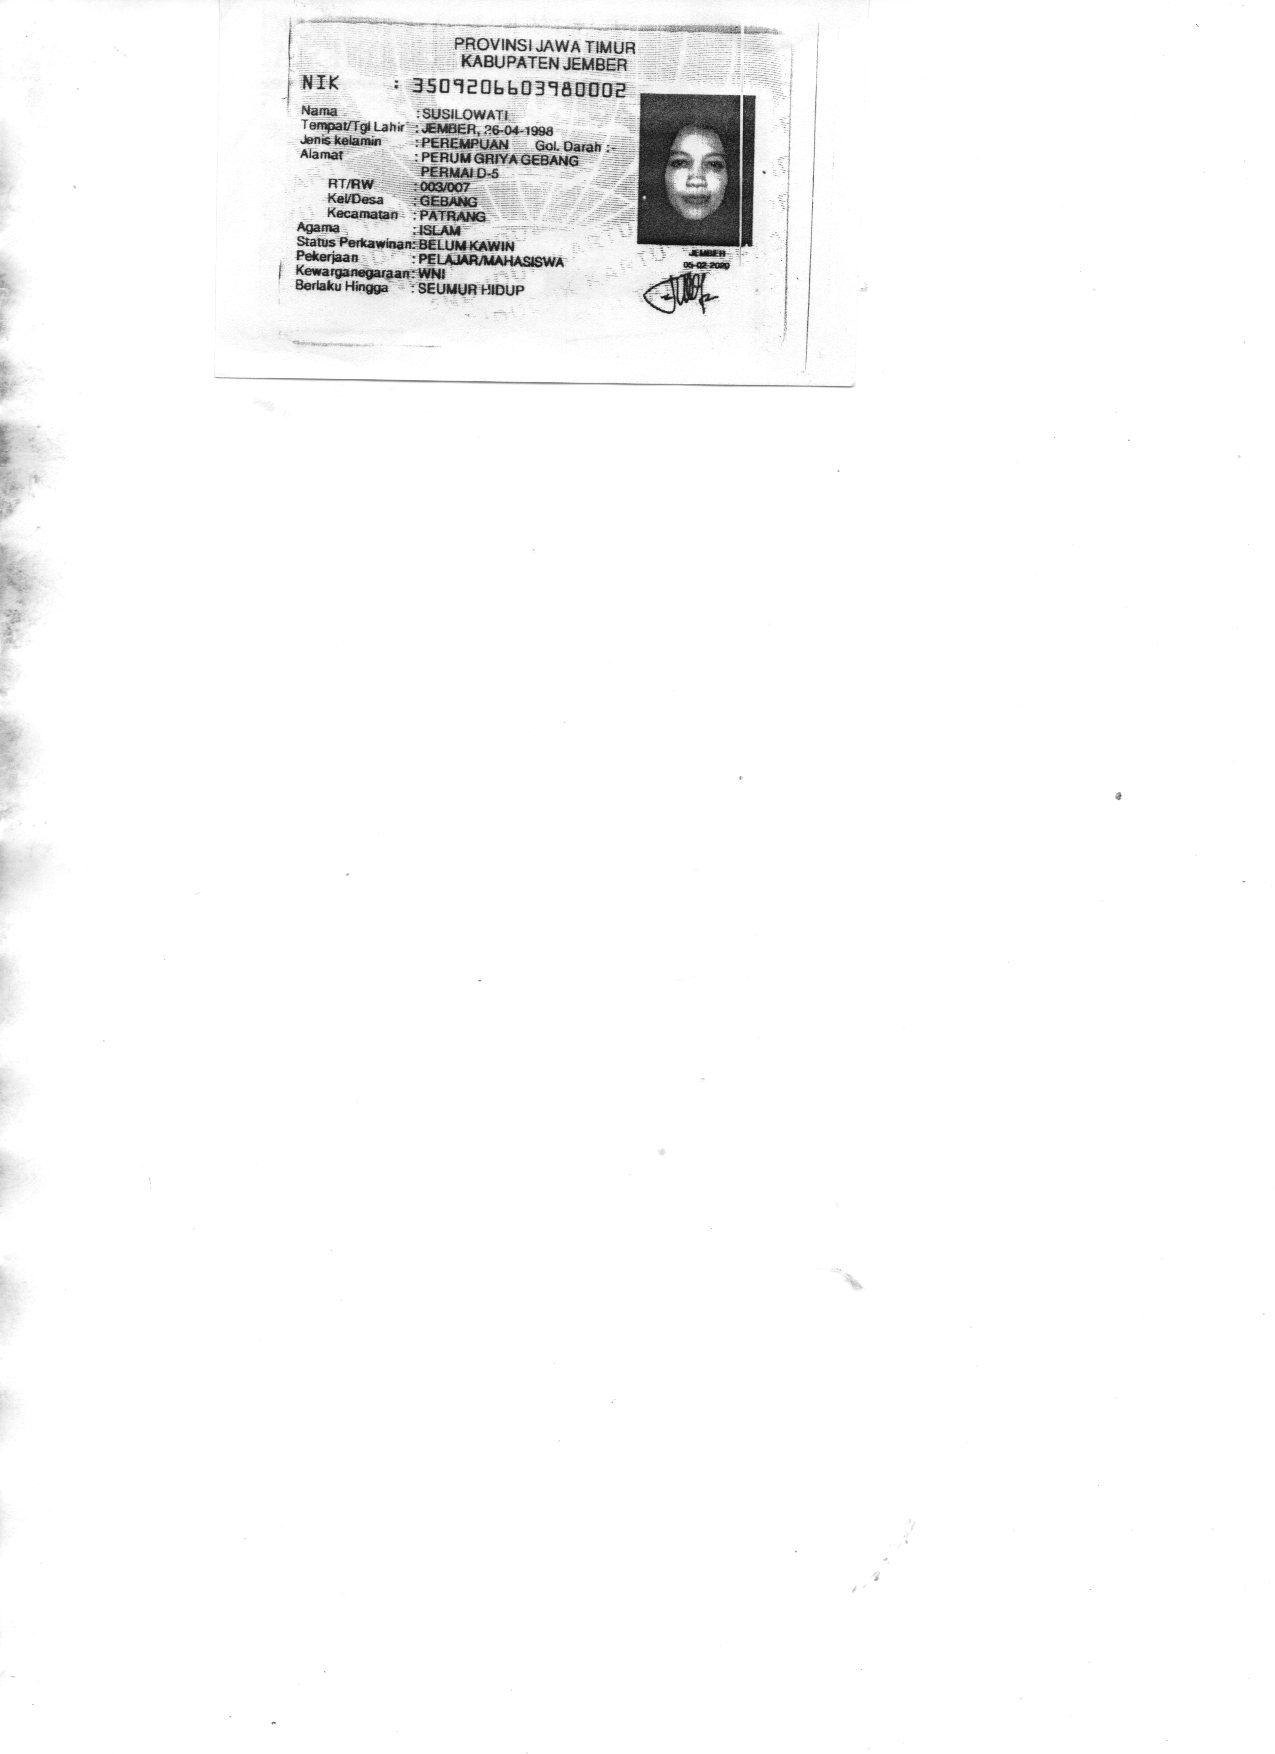 PROVINSI JAWA TIMUR
KABUPATEN JEMBER
NIK : 3509206603980002
Nama : SUSILOWATI
Tempat/Tgl Lahir : JEMBER, 26-04-1998
Jenis kelamin : PEREMPUAN Gol. Darah : -
Alamat : PERUM GRIYA GEBANG
PERMAI D-5
RT/RW : 003/007
Kel/Desa : GEBANG
Kecamatan : PATRANG
Agama : ISLAM
Status Perkawinan: BELUM KAWIN
Pekerjaan : PELAJAR/MAHASISWA
Kewarganegaraan: WNI
Berlaku Hingga : SEUMUR HIDUP
JEMBER
05-02-2020